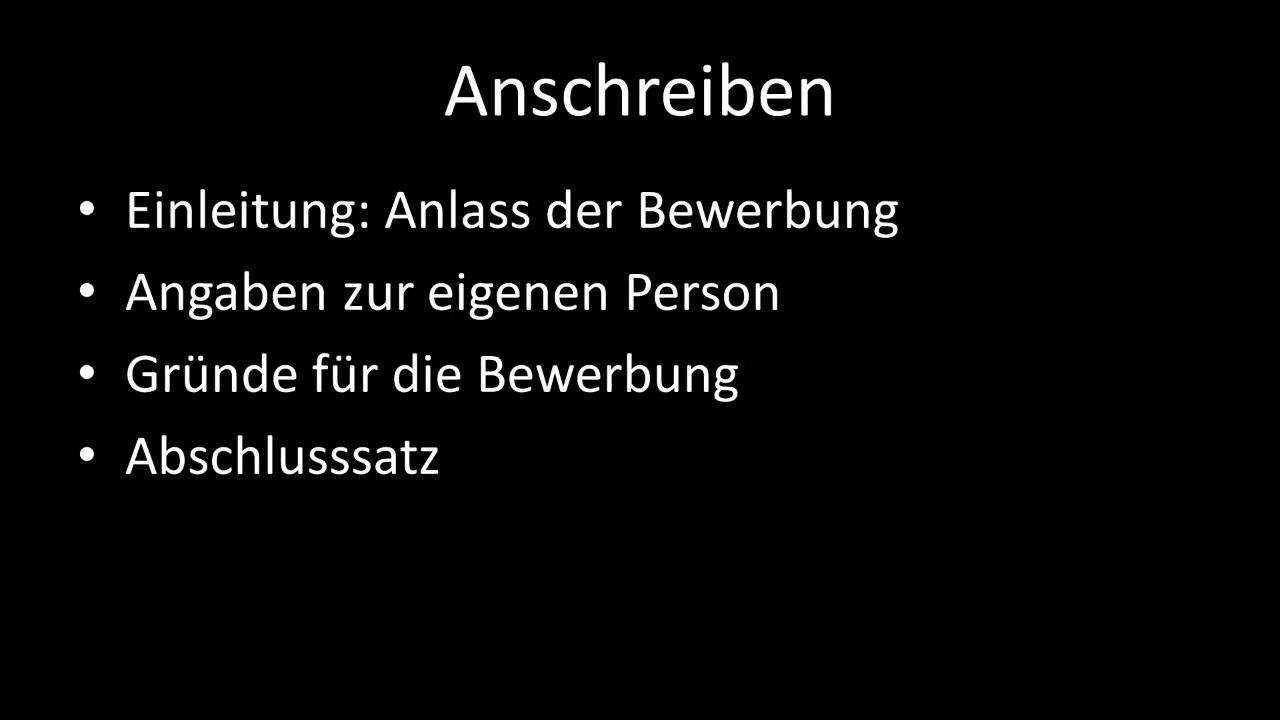 Anschreiben
• Einleitung: Anlass der Bewerbung
• Angaben zur eigenen Person
• Gründe für die Bewerbung
• Abschlusssatz